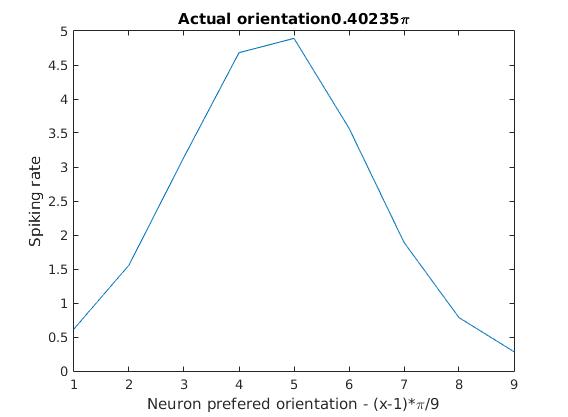 Actual orientation0.40235π
5
4.5
4
3.5
3
2.5
2
1.5
1
0.5
0
Spiking rate
1 2 3 4 5 6 7 8 9
Neuron prefered orientation - (x-1)*π/9